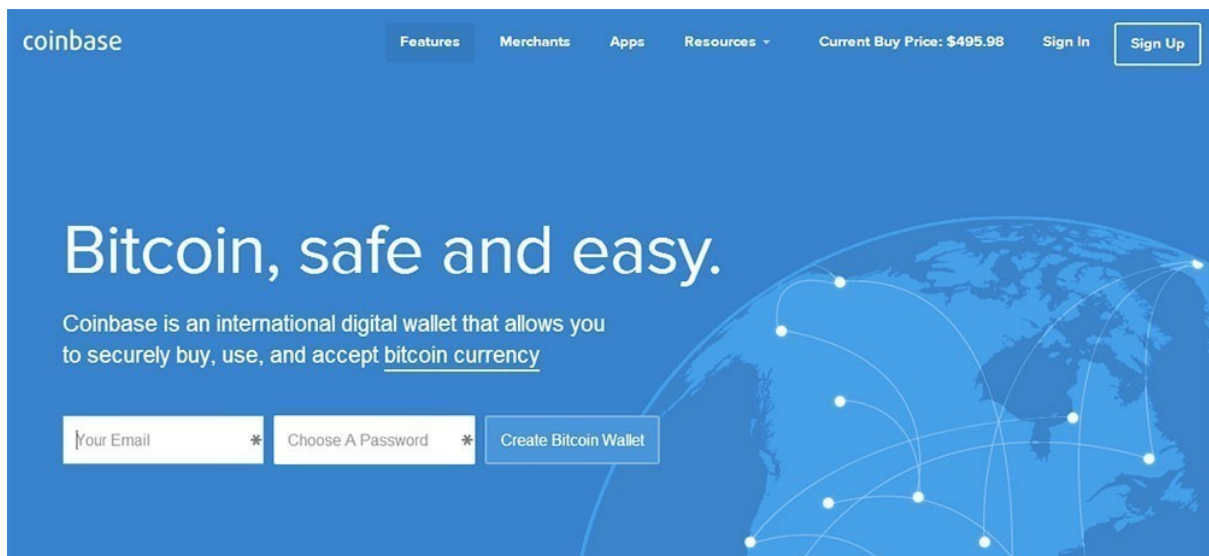 coinbase Features Merchants Apps Resources Current Buy Price: $495.98 Sign In Sign Up
Bitcoin, safe and easy.
Coinbase is an international digital wallet that allows you
to securely buy, use, and accept bitcoin currency
Your Email * Choose A Password * Create Bitcoin Wallet